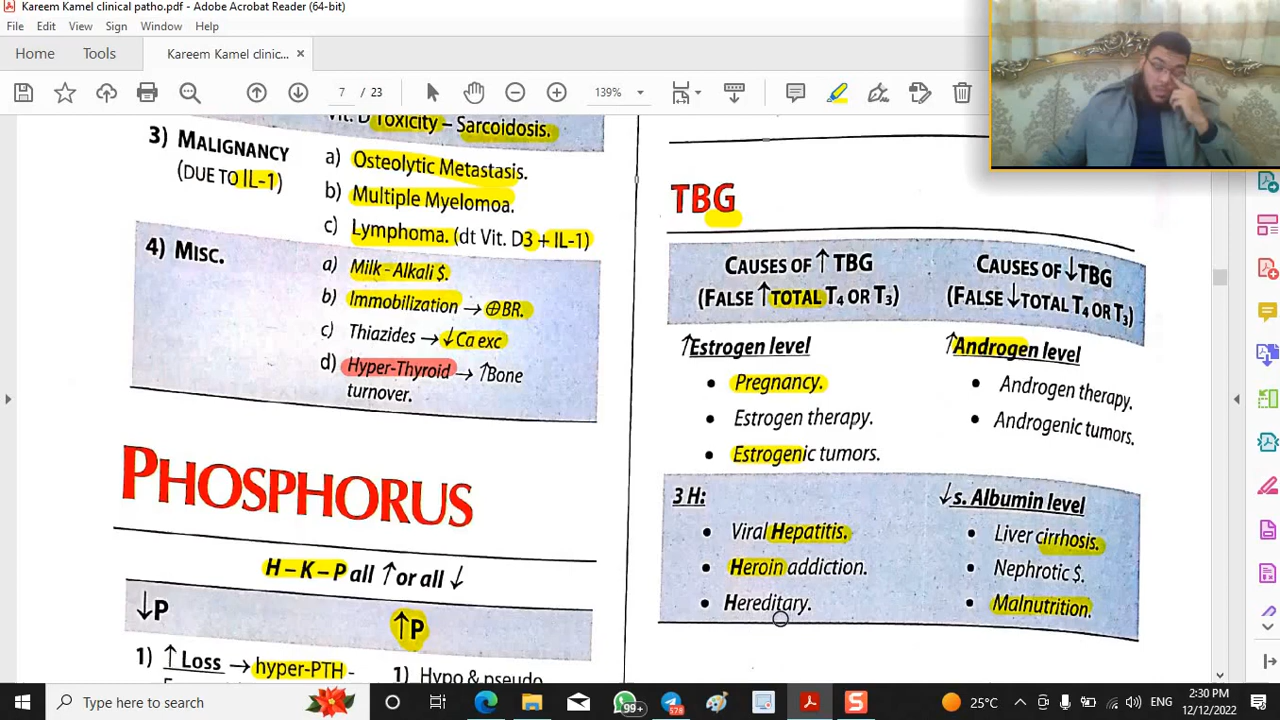 Kareem Kamel clinical patho.pdf - Adobe Acrobat Reader (64-bit)
File Edit View Sign Window Help
Home Tools Kareem Kamel clinic... ×
7 / 23 139%
Vit. D Toxicity – Sarcoidosis.
3) MALIGNANCY
(DUE TO IL-1)
a) Osteolytic Metastasis.
b) Multiple Myelomoa.
c) Lymphoma. (dt Vit. D3 + IL-1)
4) MISC.
a) Milk - Alkali $.
b) Immobilization → ⊕BR.
c) Thiazides → ↓Ca exc
d) Hyper-Thyroid → ↑Bone
turnover.
PHOSPHORUS
H – K – P all ↑ or all ↓
↓P ↑P
1) ↑ Loss → hyper-PTH -
1) Hypo & pseudo
TBG
CAUSES OF ↑ TBG
(FALSE ↑TOTAL T4 OR T3)
CAUSES OF ↓TBG
(FALSE ↓TOTAL T4 OR T3)
↑Estrogen level
• Pregnancy.
• Estrogen therapy.
• Estrogenic tumors.
↑Androgen level
• Androgen therapy.
• Androgenic tumors.
3 H:
• Viral Hepatitis.
• Heroin addiction.
• Hereditary.
↓s. Albumin level
• Liver cirrhosis.
• Nephrotic $.
• Malnutrition.
Type here to search
99+
576
25°C
ENG
2:30 PM
12/12/2022